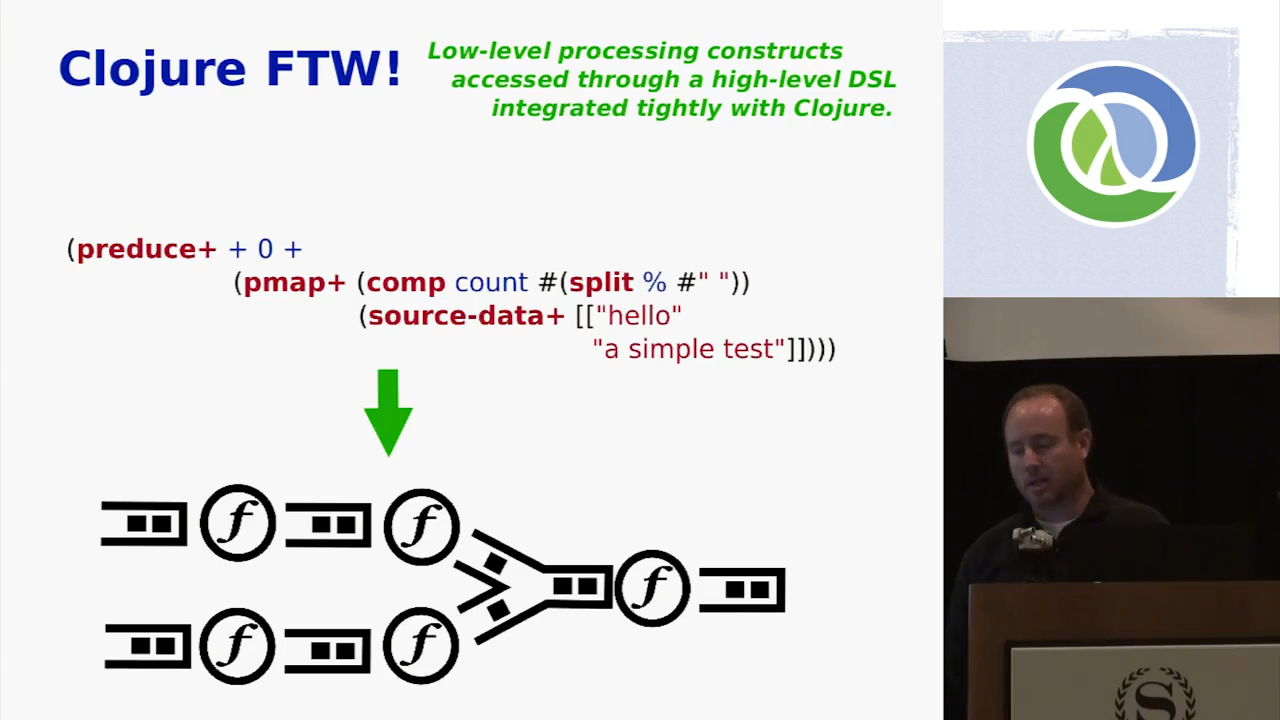 Clojure FTW!
Low-level processing constructs
accessed through a high-level DSL
integrated tightly with Clojure.
(preduce+ + 0 +
(pmap+ (comp count #(split % #" "))
(source-data+ [["hello"
"a simple test"]])))
f
f
f
f
f
S